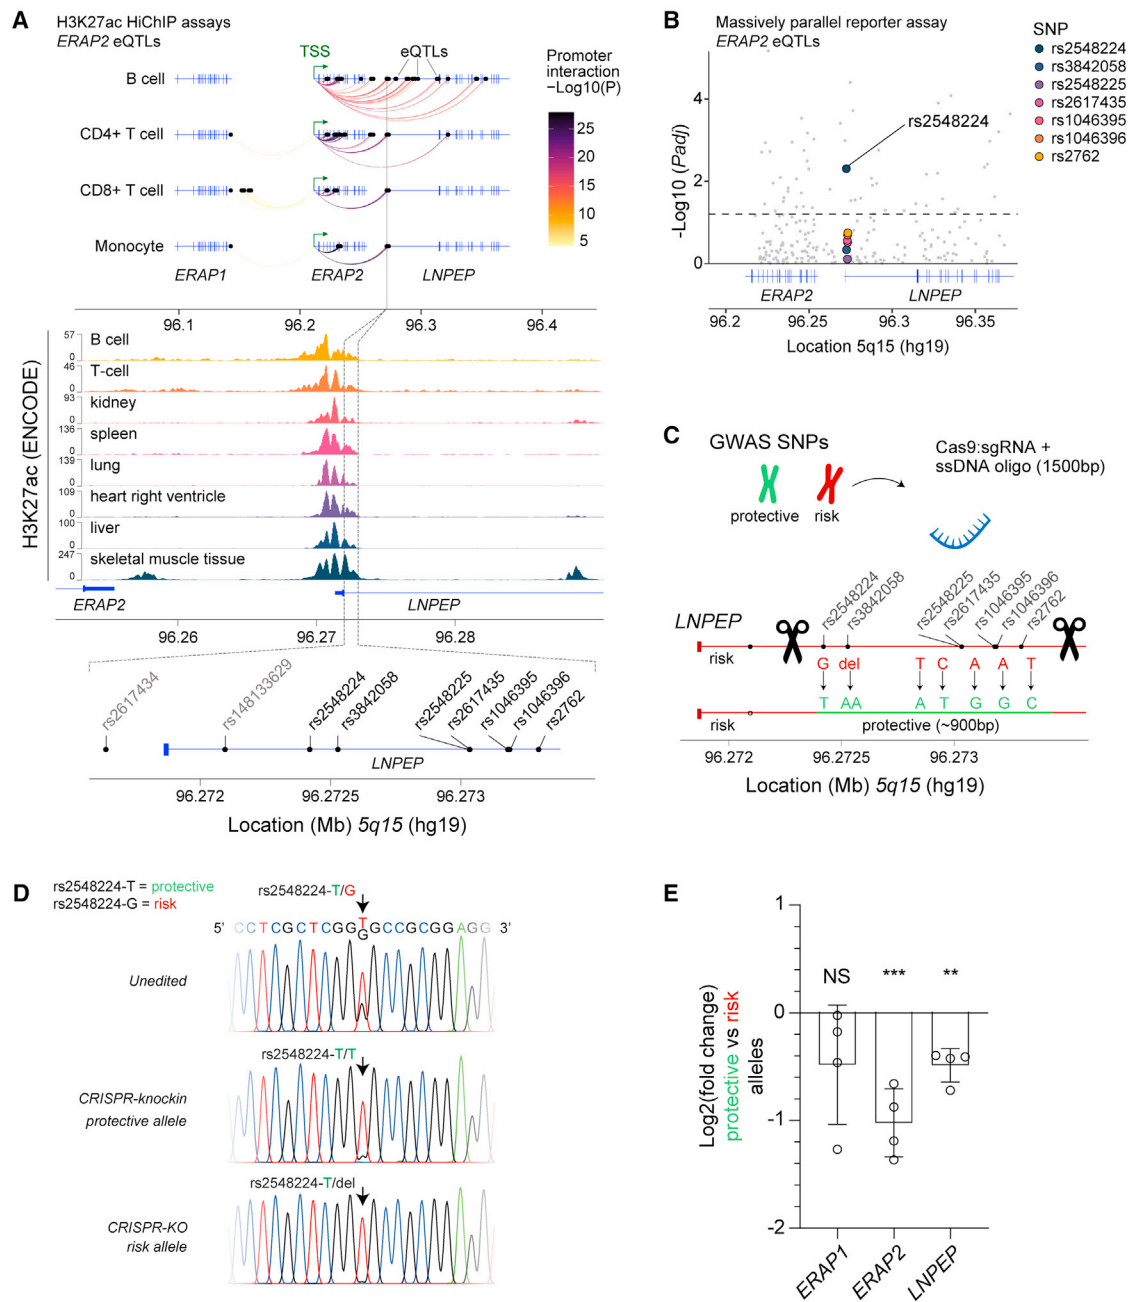 A
H3K27ac HiChIP assays
ERAP2 eQTLs
TSS
eQTLs
B cell
CD4+ T cell
CD8+ T cell
Monocyte
ERAP1
ERAP2
LNPEP
Promoter
interaction
−Log10(P)
25
20
15
10
5
96.1
96.2
96.3
96.4
H3K27ac (ENCODE)
57
0
B cell
46
0
T-cell
93
0
kidney
136
0
spleen
139
0
lung
109
0
heart right ventricle
100
0
liver
247
0
skeletal muscle tissue
ERAP2
LNPEP
96.26
96.27
96.28
rs2617434
rs148133629
rs2548224
rs3842058
rs2548225
rs2617435
rs1046395
rs1046396
rs2762
LNPEP
96.272
96.2725
96.273
Location (Mb) 5q15 (hg19)
B
Massively parallel reporter assay
ERAP2 eQTLs
SNP
rs2548224
rs3842058
rs2548225
rs2617435
rs1046395
rs1046396
rs2762
rs2548224
-Log10 (Padj)
4
2
0
ERAP2
LNPEP
96.2
96.25
96.3
96.35
Location 5q15 (hg19)
C
GWAS SNPs
protective
risk
Cas9:sgRNA +
ssDNA oligo (1500bp)
rs2548224
rs3842058
rs2548225
rs2617435
rs1046395
rs1046396
rs2762
LNPEP
risk
G del T C A A T
T AA A T G G C
risk
protective (~900bp)
96.272
96.2725
96.273
Location (Mb) 5q15 (hg19)
D
rs2548224-T = protective
rs2548224-G = risk
rs2548224-T/G
5' CCTCGCTCGGTGCCGCGGAGG 3'
G
Unedited
rs2548224-T/T
CRISPR-knockin
protective allele
rs2548224-T/del
CRISPR-KO
risk allele
E
Log2(fold change)
protective vs risk
alleles
1
0
-1
-2
NS
***
**
ERAP1
ERAP2
LNPEP